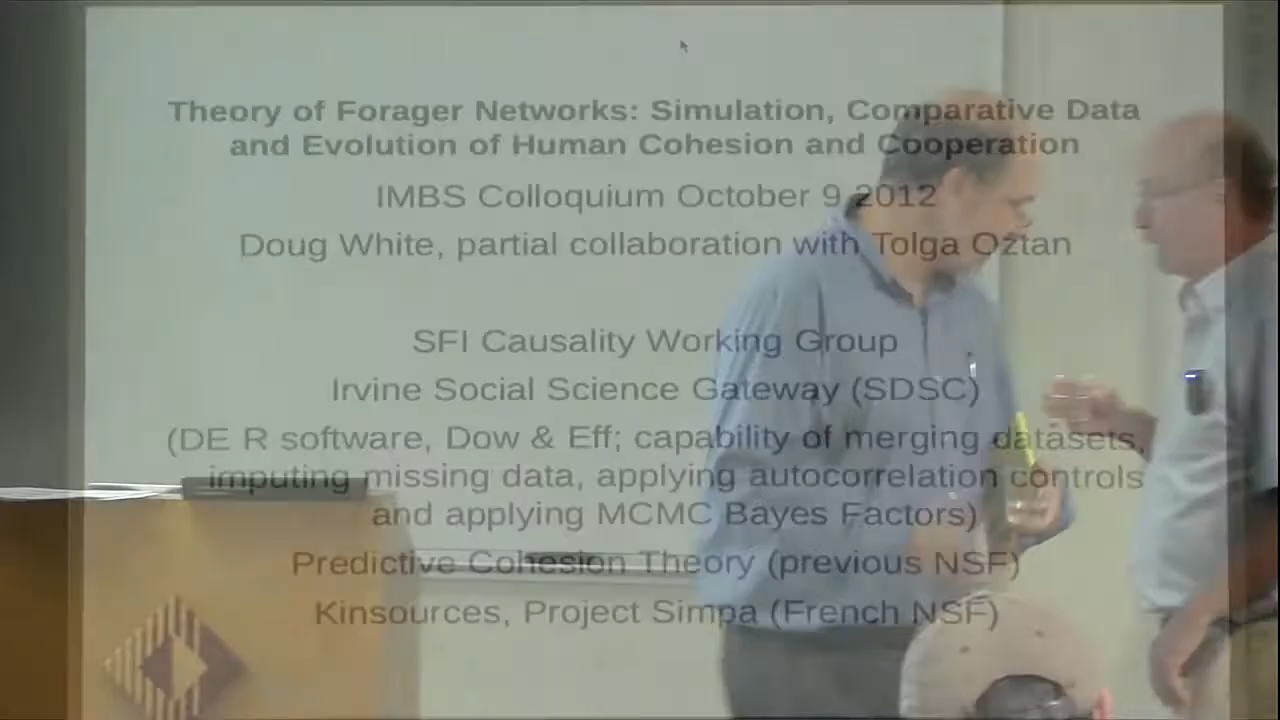 Theory of Forager Networks: Simulation, Comparative Data
and Evolution of Human Cohesion and Cooperation
IMBS Colloquium October 9 2012
Doug White, partial collaboration with Tolga Oztan
SFI Causality Working Group
Irvine Social Science Gateway (SDSC)
(DE R software, Dow & Eff; capability of merging datasets,
imputing missing data, applying autocorrelation controls
and applying MCMC Bayes Factors)
Predictive Cohesion Theory (previous NSF)
Kinsources, Project Simpa (French NSF)